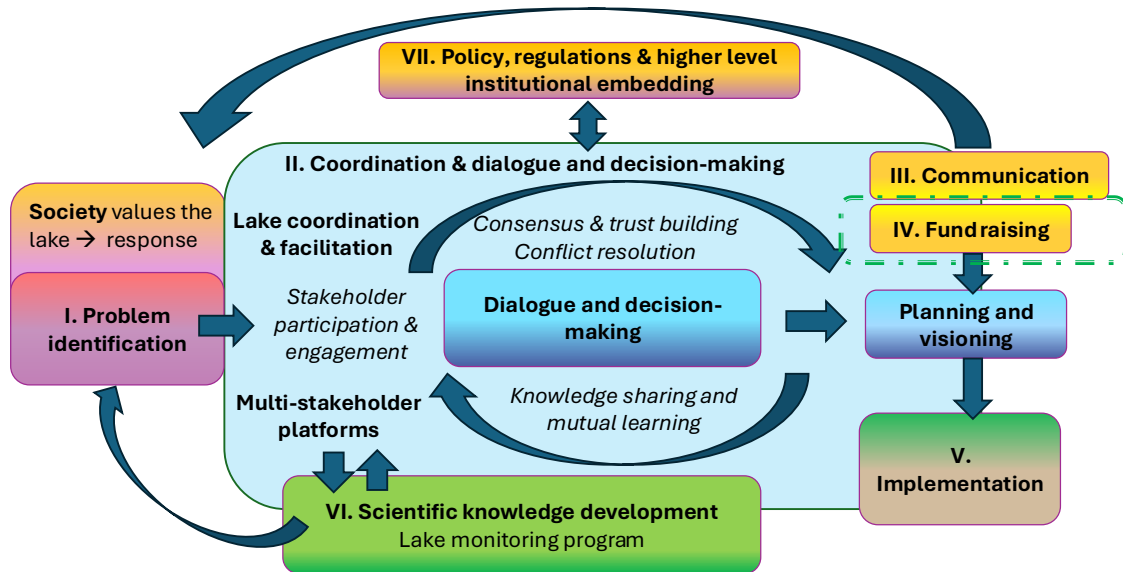 VII. Policy, regulations & higher level
institutional embedding
II. Coordination & dialogue and decision-making
III. Communication
IV. Fund raising
Society values the
lake → response
I. Problem
identification
Lake coordination
& facilitation
Stakeholder
participation &
engagement
Multi-stakeholder
platforms
Consensus & trust building
Conflict resolution
Dialogue and decision-
making
Knowledge sharing and
mutual learning
Planning and
visioning
V.
Implementation
VI. Scientific knowledge development
Lake monitoring program